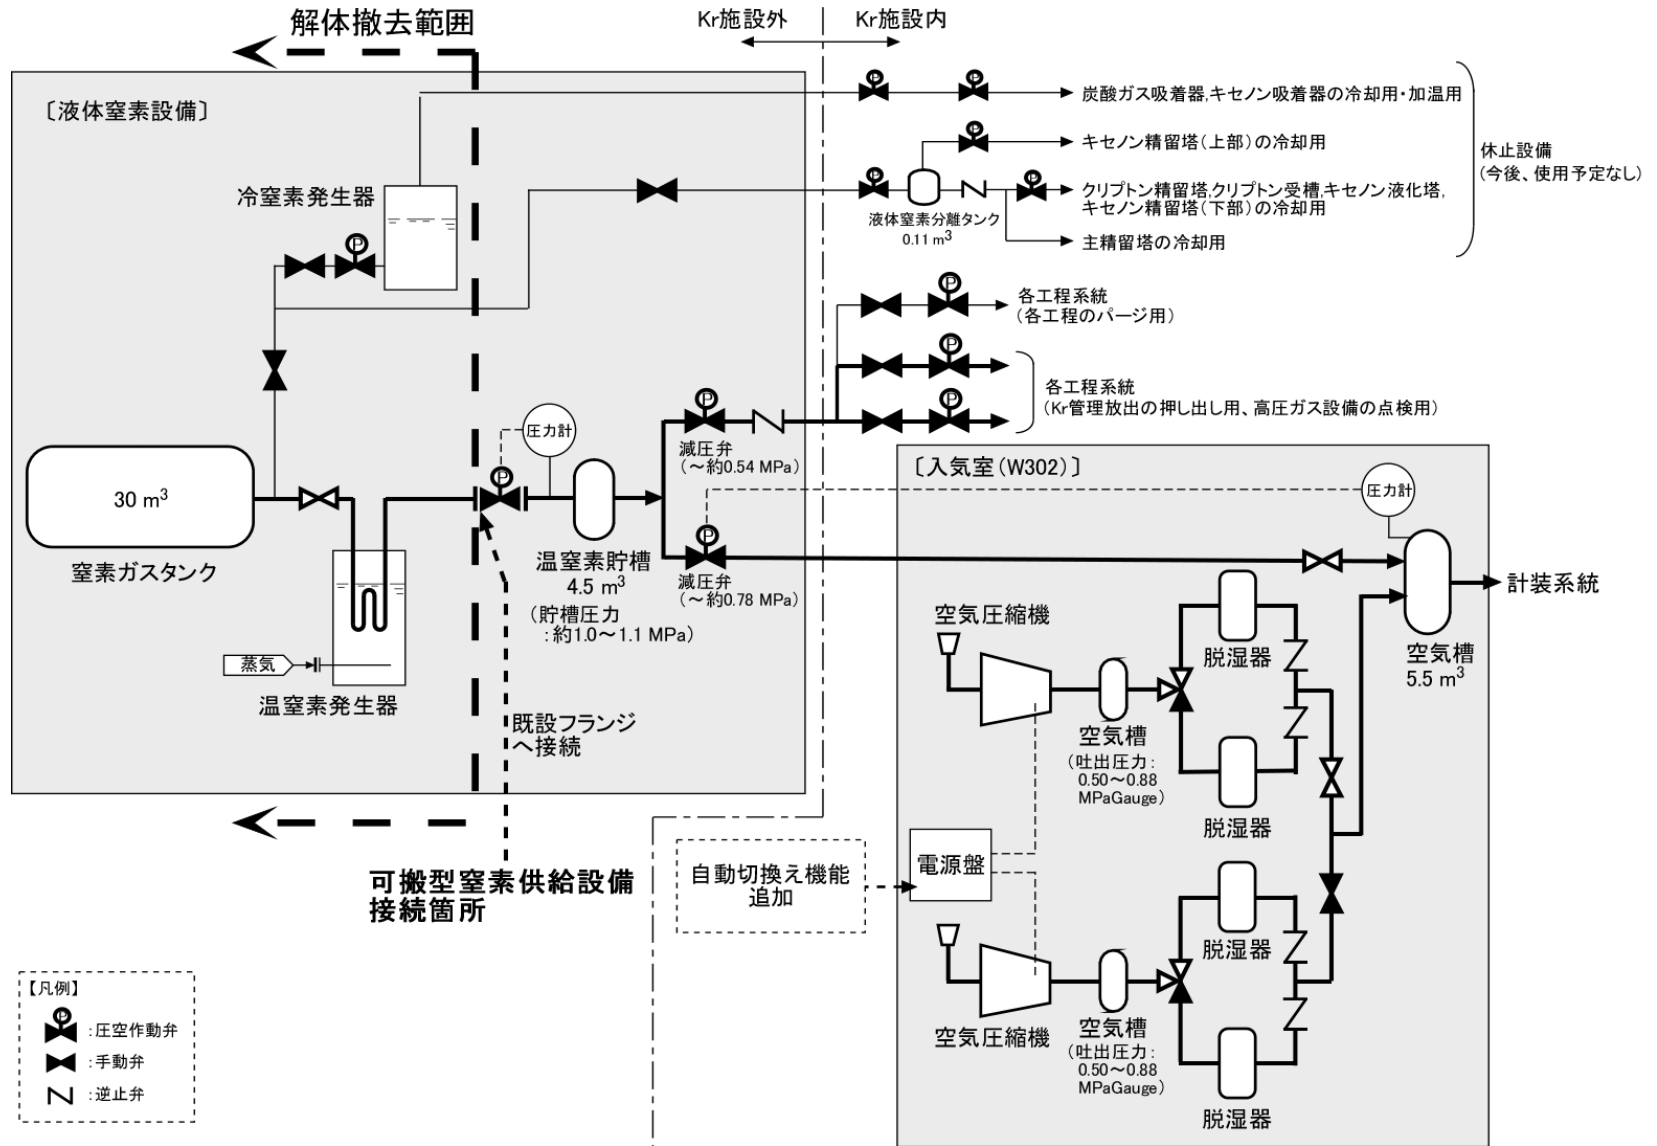 解体撤去範囲
Kr施設外
Kr施設内
〔液体窒素設備〕
冷窒素発生器
P
P
P
炭酸ガス吸着器,キセノン吸着器の冷却用・加温用
P
キセノン精留塔(上部)の冷却用
P
P
クリプトン精留塔,クリプトン受槽,キセノン液化塔,
キセノン精留塔(下部)の冷却用
液体窒素分離タンク
0.11 m³
主精留塔の冷却用
休止設備
(今後、使用予定なし)
P
各工程系統
(各工程のパージ用)
P
P
各工程系統
(Kr管理放出の押し出し用、高圧ガス設備の点検用)
30 m³
窒素ガスタンク
蒸気
温窒素発生器
P
圧力計
温窒素貯槽
4.5 m³
(貯槽圧力
:約1.0~1.1 MPa)
P
減圧弁
(~約0.54 MPa)
P
減圧弁
(~約0.78 MPa)
既設フランジ
へ接続
可搬型窒素供給設備
接続箇所
〔入気室(W302)〕
圧力計
空気槽
5.5 m³
計装系統
空気圧縮機
空気槽
(吐出圧力:
0.50~0.88
MPaGauge)
脱湿器
脱湿器
自動切換え機能
追加
電源盤
空気圧縮機
空気槽
(吐出圧力:
0.50~0.88
MPaGauge)
脱湿器
脱湿器
【凡例】
P
:圧空作動弁
:手動弁
:逆止弁